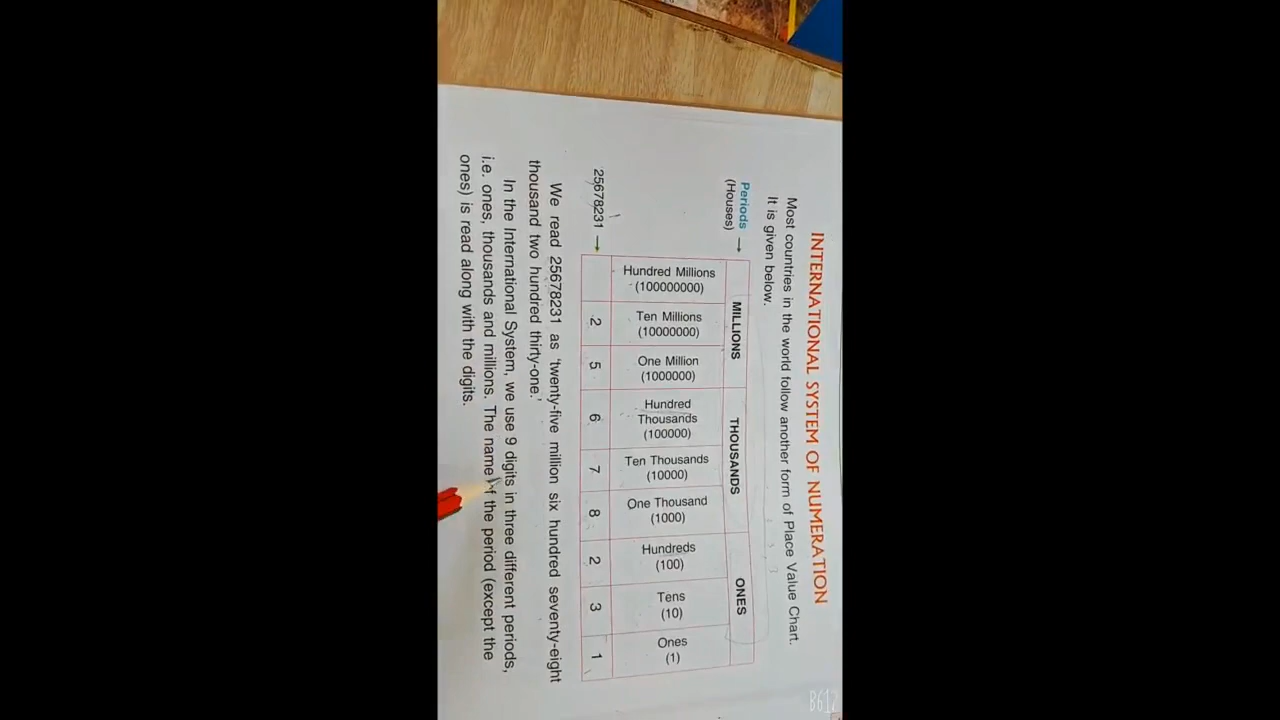 INTERNATIONAL SYSTEM OF NUMERATION
Most countries in the world follow another form of Place Value Chart.
It is given below.
Periods → MILLIONS THOUSANDS ONES
(Houses)
Hundred Millions (100000000) Ten Millions (10000000) One Million (1000000) Hundred Thousands (100000) Ten Thousands (10000) One Thousand (1000) Hundreds (100) Tens (10) Ones (1)
25678231 → 2 5 6 7 8 2 3 1
We read 25678231 as 'twenty-five million six hundred seventy-eight
thousand two hundred thirty-one.'
In the International System, we use 9 digits in three different periods,
i.e. ones, thousands and millions. The name of the period (except the
ones) is read along with the digits.
B612